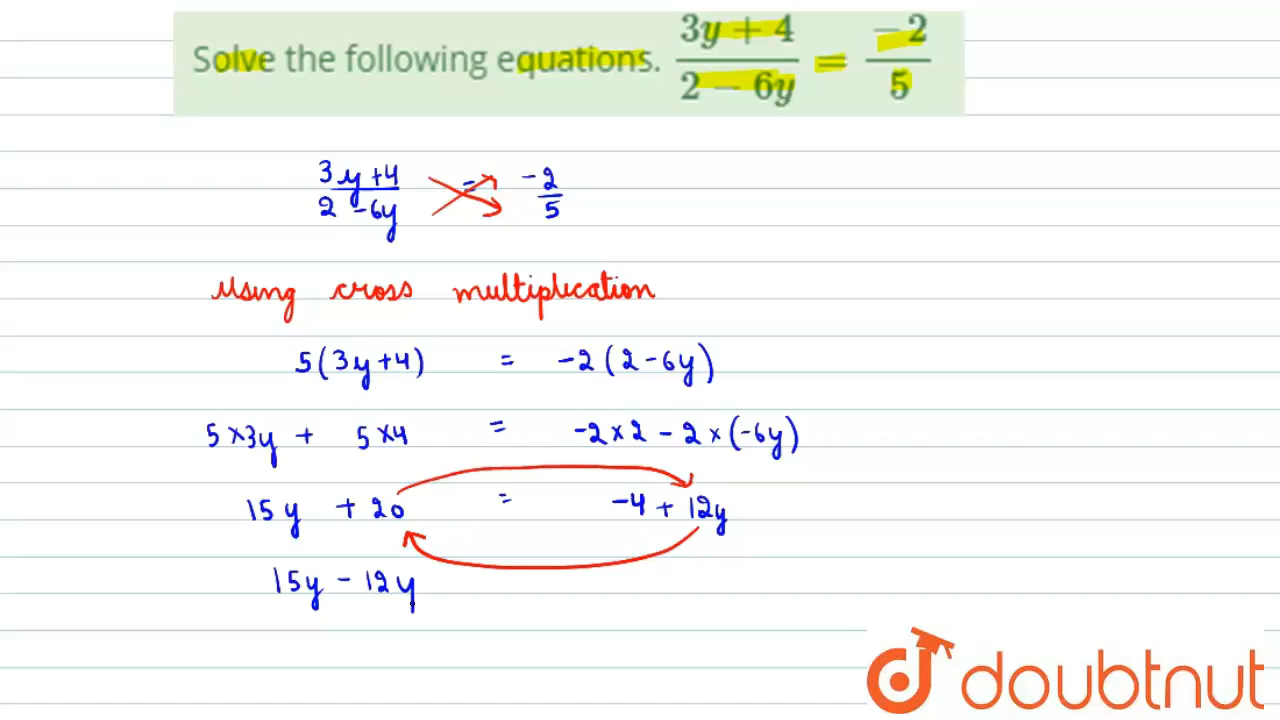 Solve the following equations. (3y + 4)/(2 − 6y) = −2/5
(3y + 4)/(2 − 6y) = −2/5
Using cross multiplication
5(3y+4) = -2(2-6y)
5×3y + 5×4 = -2×2 - 2×(-6y)
15y + 20 = -4 + 12y
15y - 12y
doubtnut